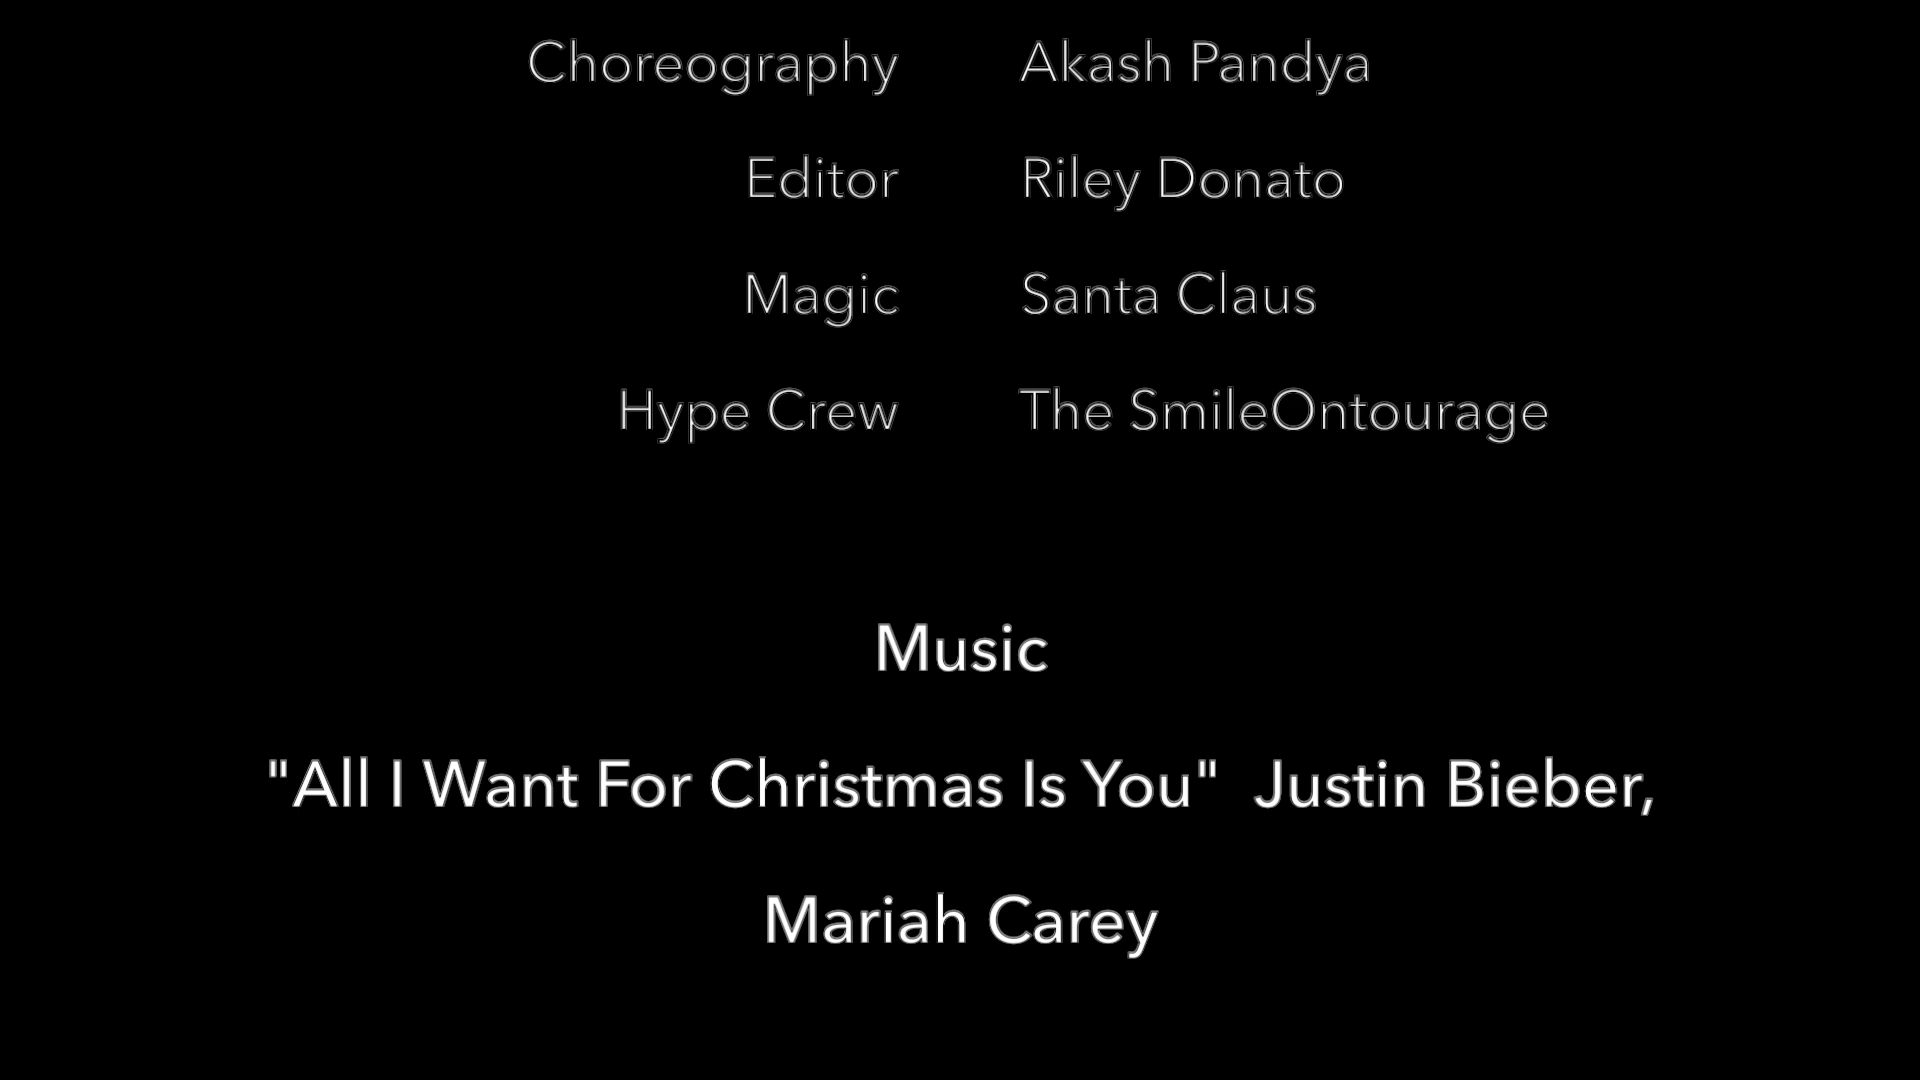 Choreography Akash Pandya
Editor Riley Donato
Magic Santa Claus
Hype Crew The SmileOntourage
Music
"All I Want For Christmas Is You"  Justin Bieber,
Mariah Carey